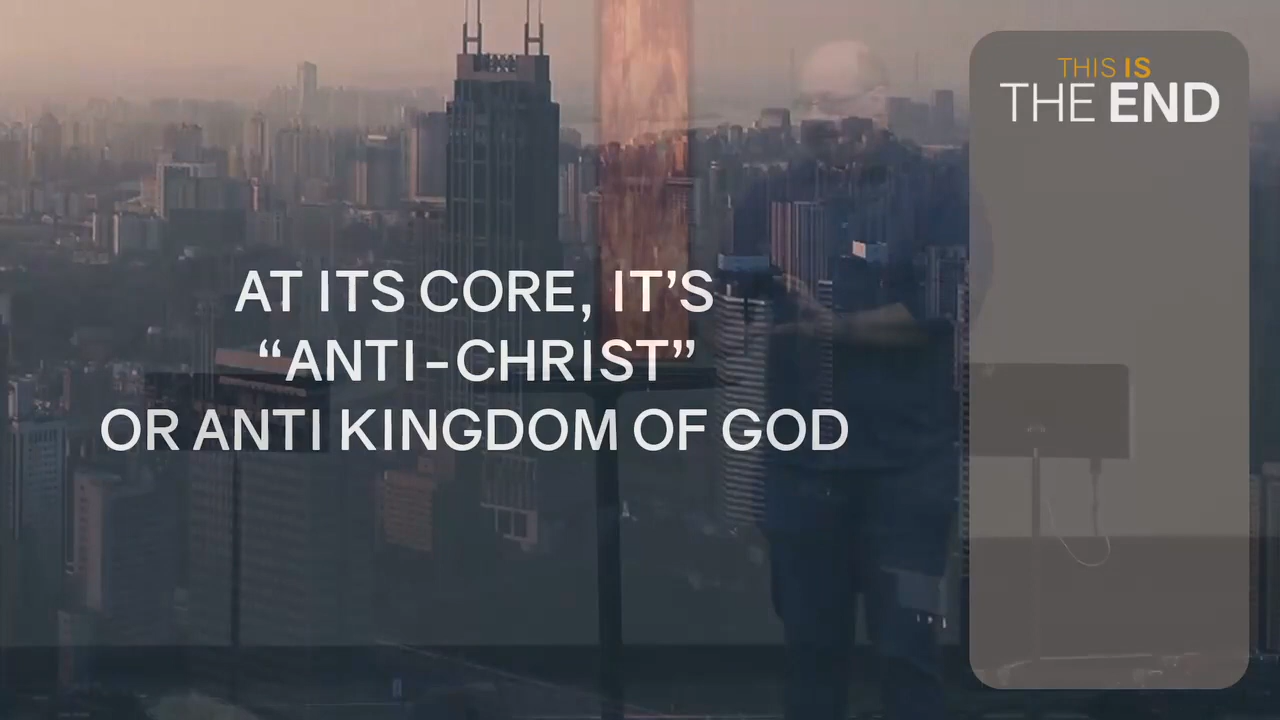 AT ITS CORE, IT’S
“ANTI-CHRIST”
OR ANTI KINGDOM OF GOD
THIS IS
THE END